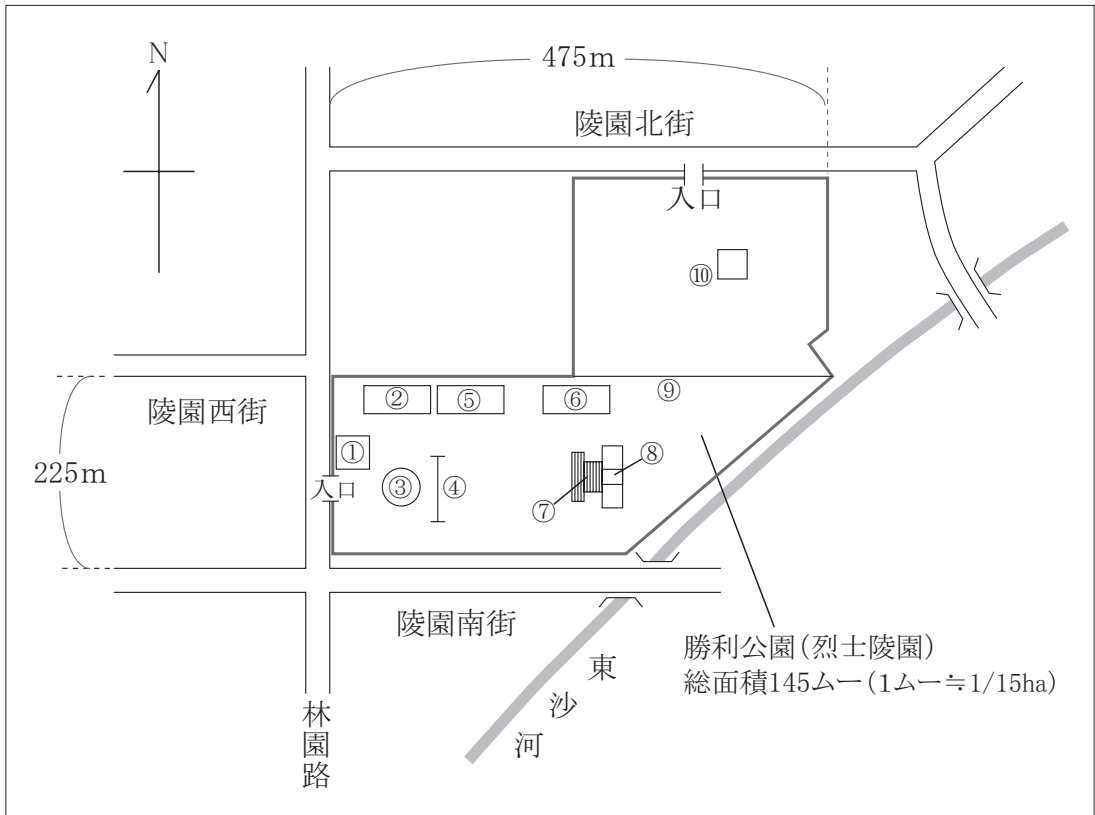 N
475m
陵園北街
入口
⑩
陵園西街
②
⑤
⑥
⑨
①
225m
入口
③
④
⑧
⑦
陵園南街
勝利公園(烈士陵園)
総面積145ムー(1ムー≒1/15ha)
東沙河
林園路